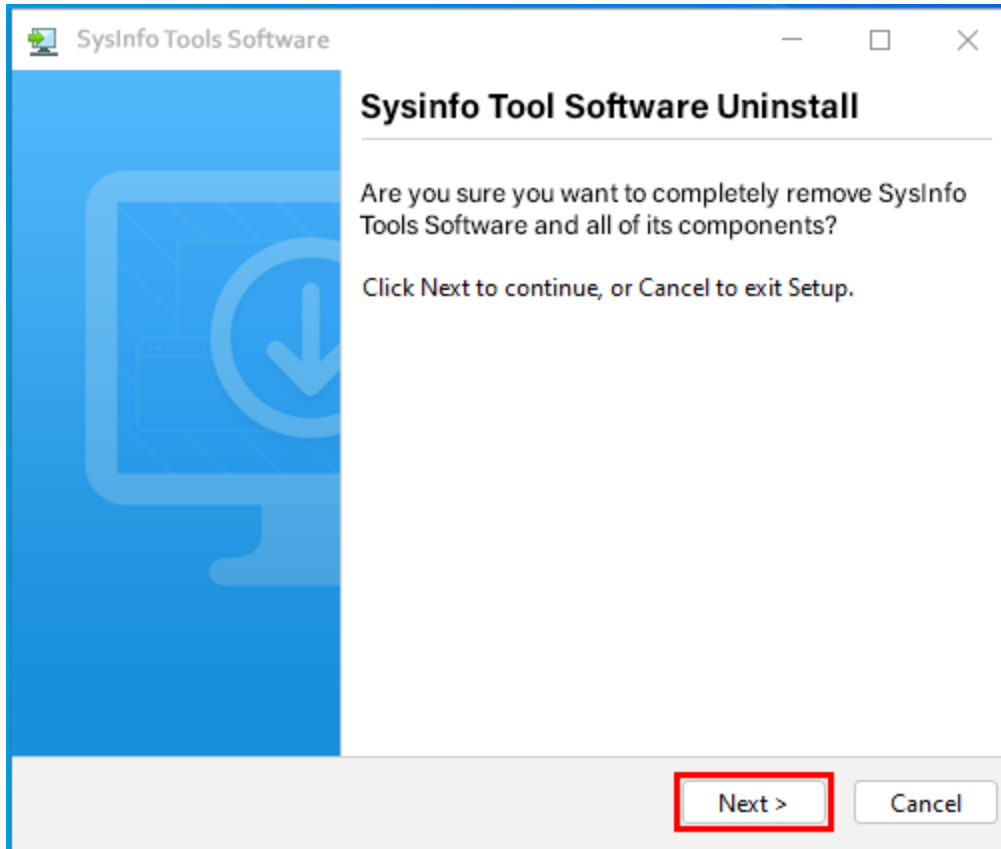 SysInfo Tools Software
Sysinfo Tool Software Uninstall
Are you sure you want to completely remove SysInfo
Tools Software and all of its components?
Click Next to continue, or Cancel to exit Setup.
Next >
Cancel